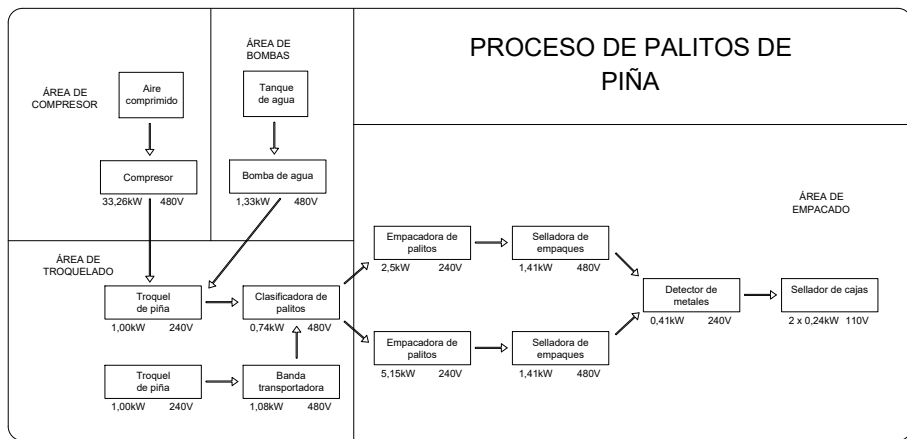 PROCESO DE PALITOS DE
PIÑA
ÁREA DE
COMPRESOR
Aire
comprimido
Compresor
33,26kW 480V
ÁREA DE
BOMBAS
Tanque
de agua
Bomba de agua
1,33kW 480V
ÁREA DE
TROQUELADO
Troquel
de piña
1,00kW 240V
Clasificadora de
palitos
0,74kW 480V
Troquel
de piña
1,00kW 240V
Banda
transportadora
1,08kW 480V
ÁREA DE
EMPACADO
Empacadora de
palitos
2,5kW 240V
Selladora de
empaques
1,41kW 480V
Empacadora de
palitos
5,15kW 240V
Selladora de
empaques
1,41kW 480V
Detector de
metales
0,41kW 240V
Sellador de cajas
2 x 0,24kW 110V